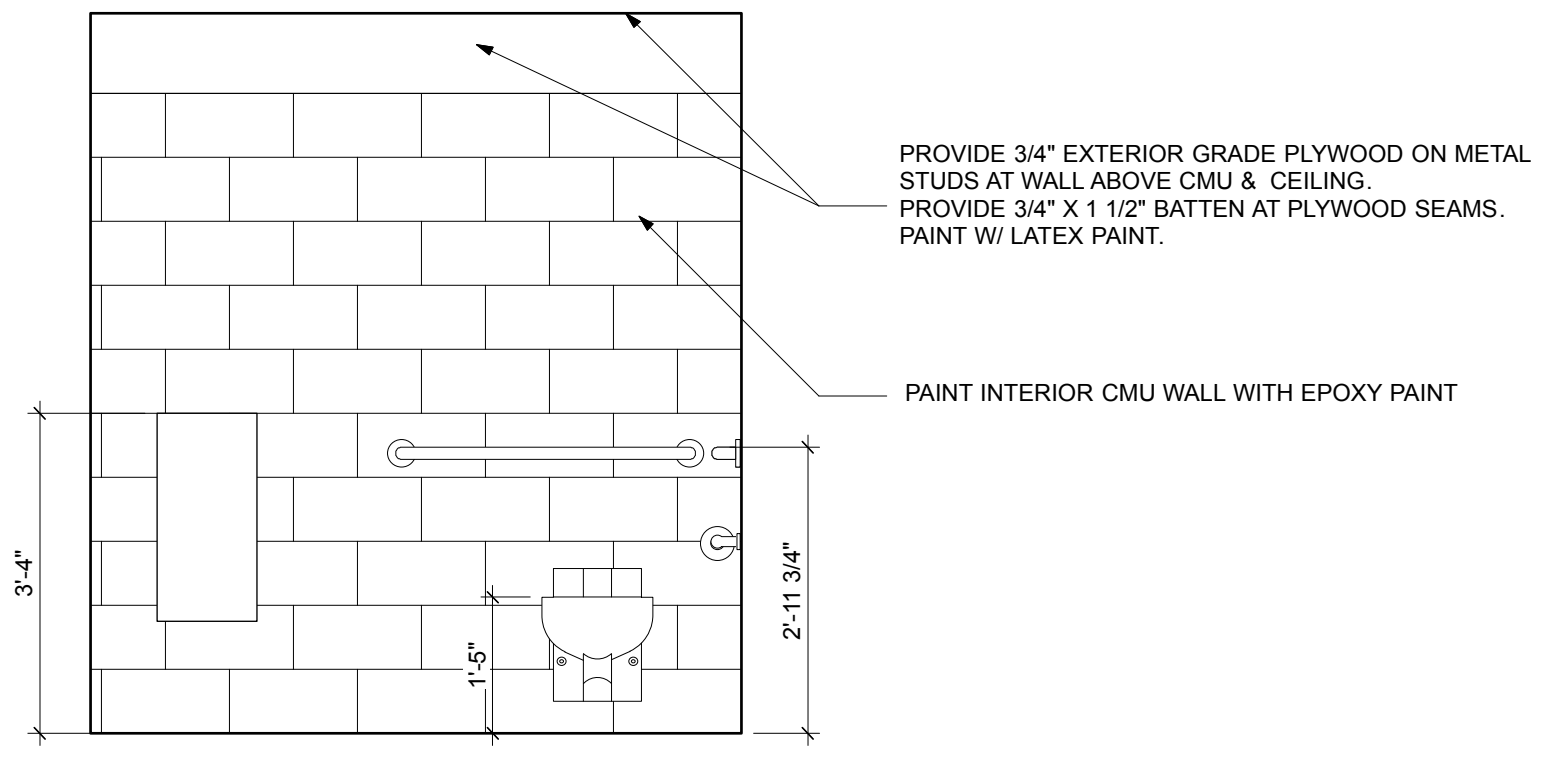 PROVIDE 3/4" EXTERIOR GRADE PLYWOOD ON METAL
STUDS AT WALL ABOVE CMU & CEILING.
PROVIDE 3/4" X 1 1/2" BATTEN AT PLYWOOD SEAMS.
PAINT W/ LATEX PAINT.
PAINT INTERIOR CMU WALL WITH EPOXY PAINT
3'-4"
1'-5"
2'-11 3/4"